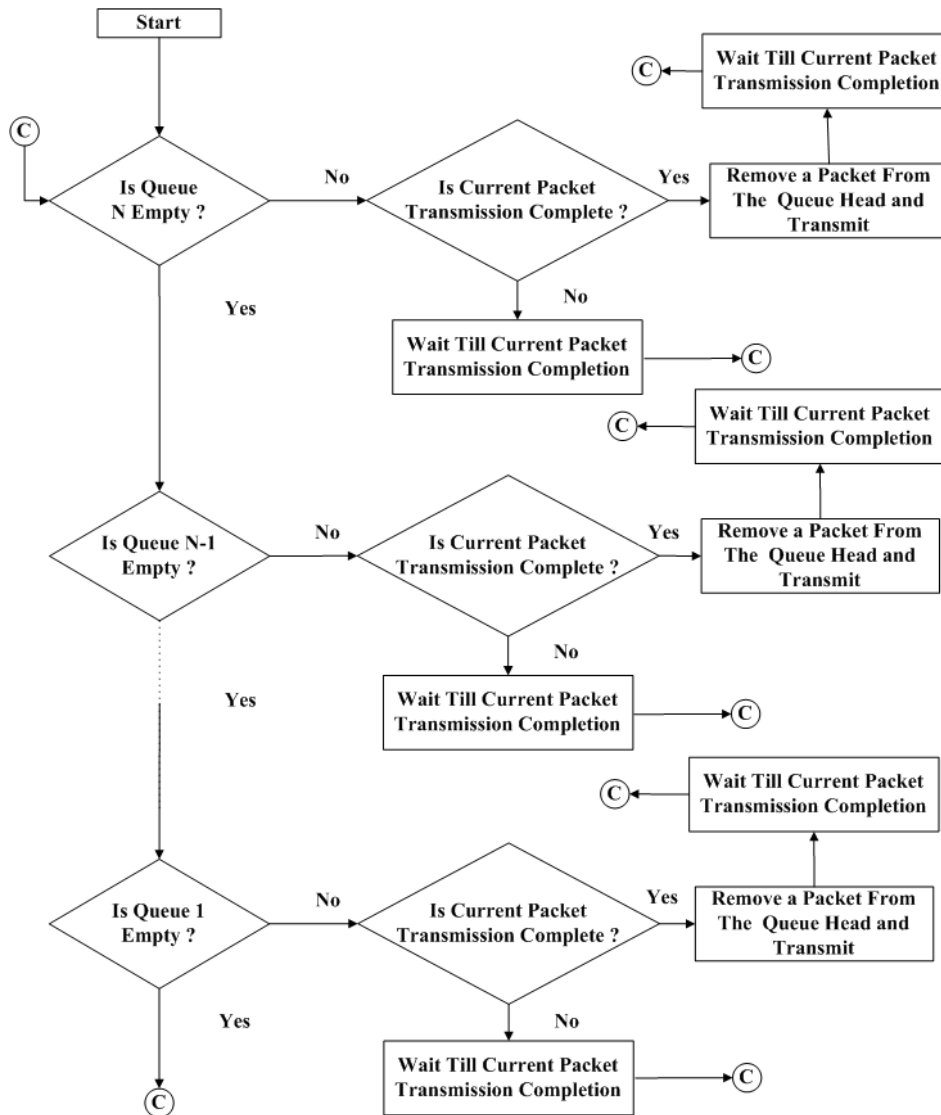 Start
Wait Till Current Packet
Transmission Completion
C
C
Is Queue
N Empty ?
No
Is Current Packet
Transmission Complete ?
Yes
Remove a Packet From
The Queue Head and
Transmit
Yes
No
Wait Till Current Packet
Transmission Completion
C
Wait Till Current Packet
Transmission Completion
C
Is Queue N-1
Empty ?
No
Is Current Packet
Transmission Complete ?
Yes
Remove a Packet From
The Queue Head and
Transmit
Yes
No
Wait Till Current Packet
Transmission Completion
C
Wait Till Current Packet
Transmission Completion
C
Is Queue 1
Empty ?
No
Is Current Packet
Transmission Complete ?
Yes
Remove a Packet From
The Queue Head and
Transmit
Yes
No
Wait Till Current Packet
Transmission Completion
C
C